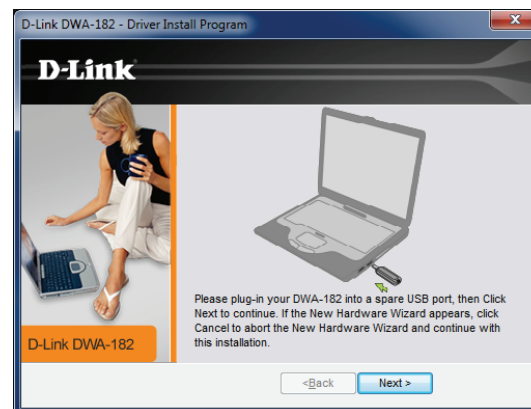 D-Link DWA-182 - Driver Install Program
D-Link
Please plug-in your DWA-182 into a spare USB port, then Click
Next to continue. If the New Hardware Wizard appears, click
Cancel to abort the New Hardware Wizard and continue with
this installation.
D-Link DWA-182
<Back
Next >